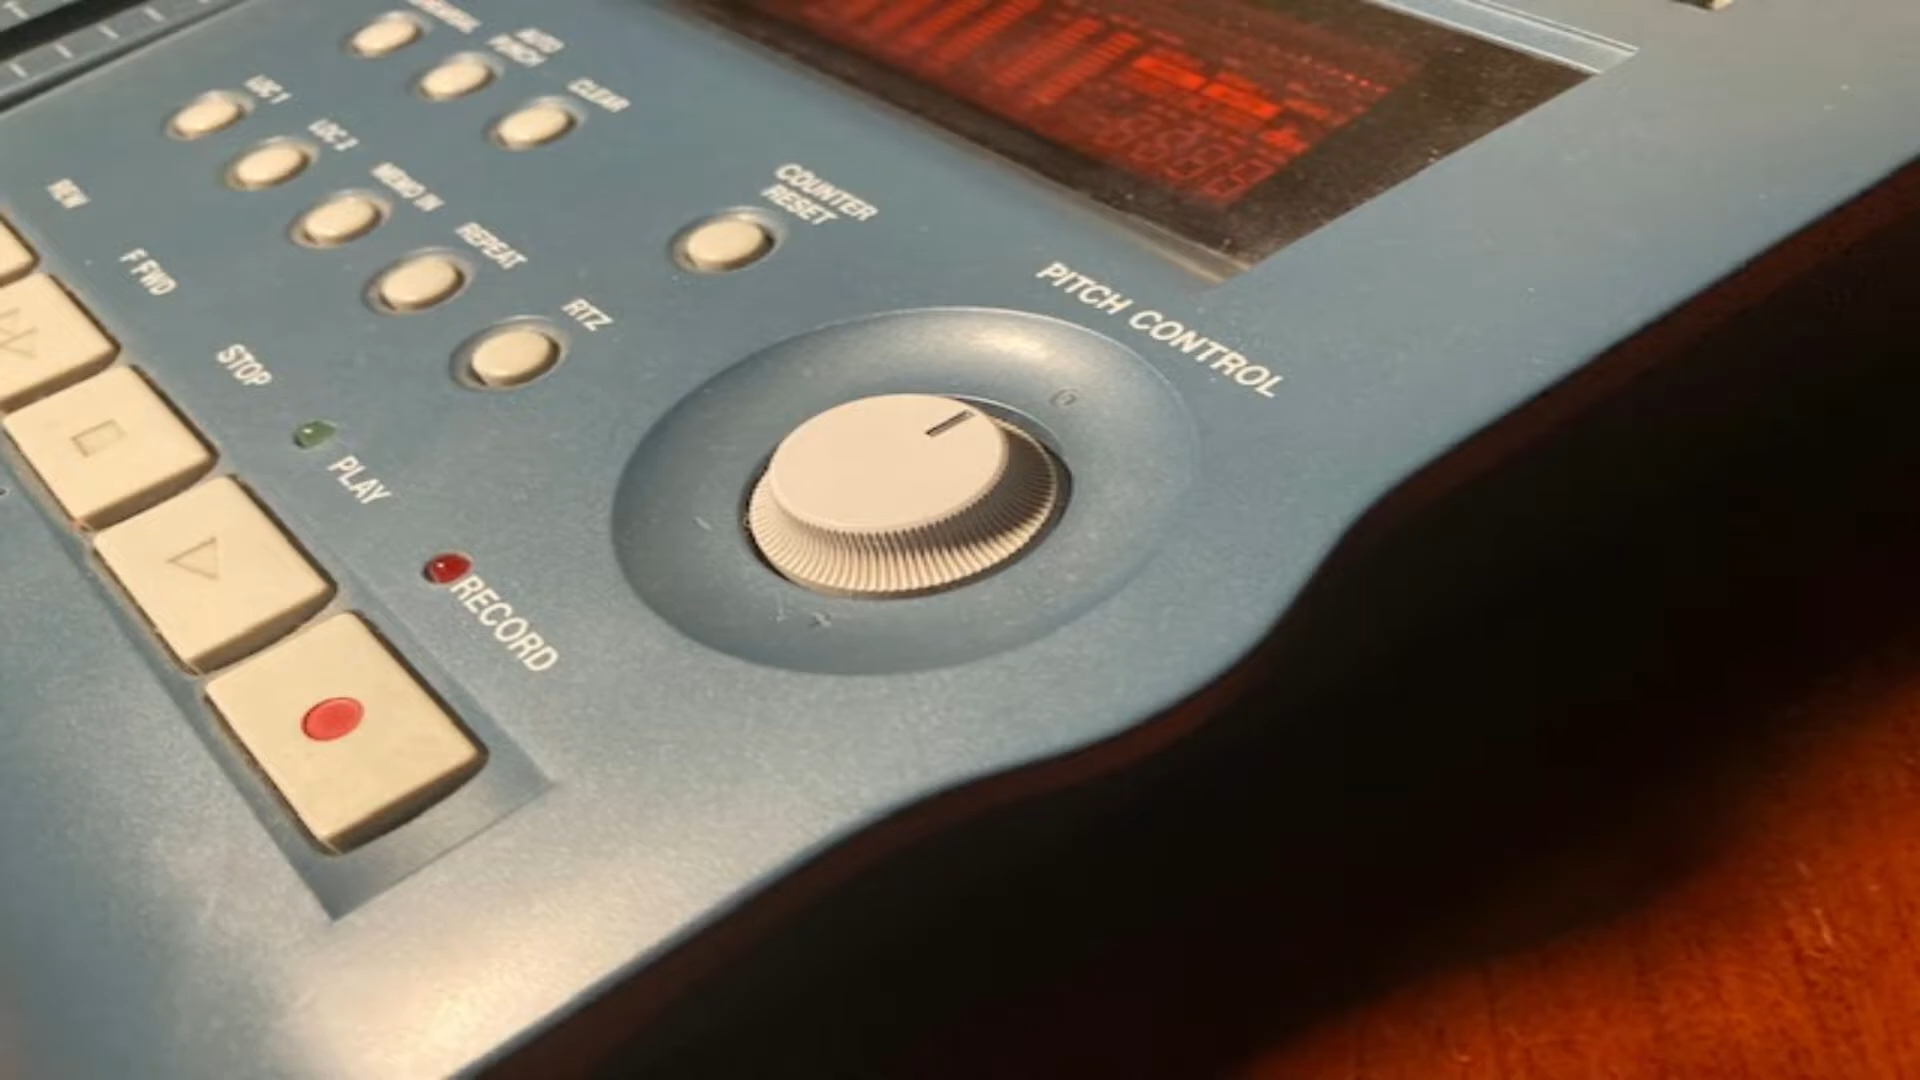 AUTO
PUNCH
CLEAR
LOC 1
LOC 2
MEMO IN
REPEAT
RTZ
COUNTER
RESET
PITCH CONTROL
REW
F FWD
STOP
PLAY
RECORD